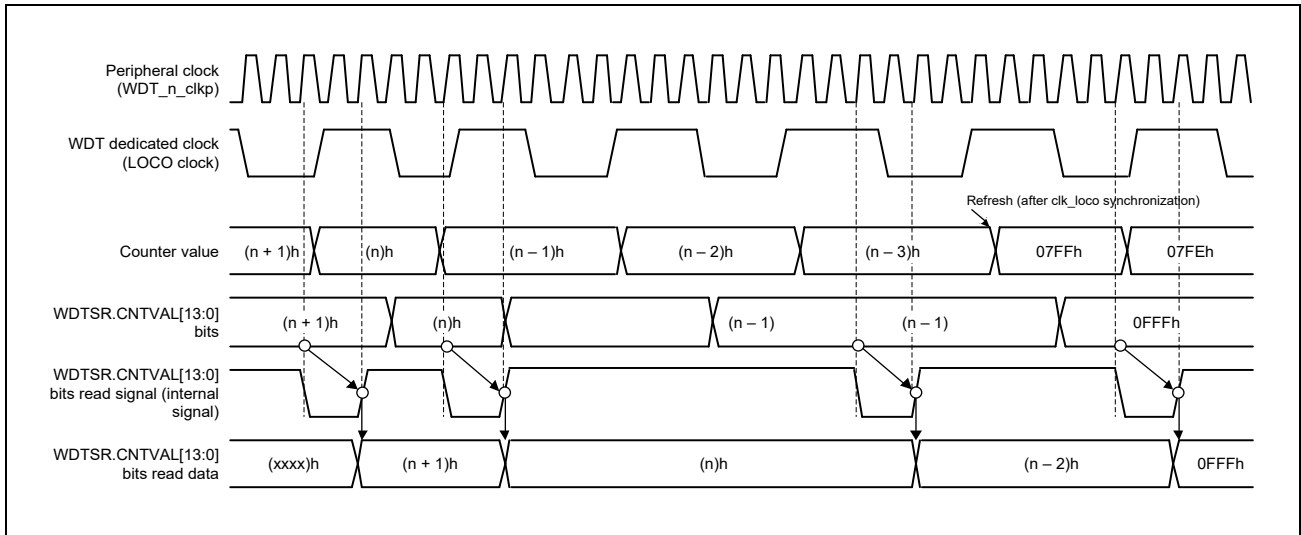 Peripheral clock
(WDT_n_clkp)
WDT dedicated clock
(LOCO clock)
Refresh (after clk_loco synchronization)
Counter value
(n + 1)h
(n)h
(n – 1)h
(n – 2)h
(n – 3)h
07FFh
07FEh
WDTSR.CNTVAL[13:0]
bits
(n + 1)h
(n)h
(n – 1)
(n – 1)
0FFFh
WDTSR.CNTVAL[13:0]
bits read signal (internal
signal)
WDTSR.CNTVAL[13:0]
bits read data
(xxxx)h
(n + 1)h
(n)h
(n – 2)h
0FFFh